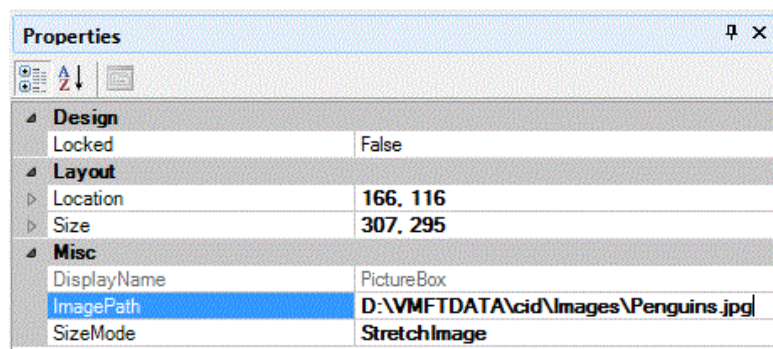 Properties
Design
Locked False
Layout
Location 166, 116
Size 307, 295
Misc
DisplayName PictureBox
ImagePath D:\VMFTDATA\cid\Images\Penguins.jpg
SizeMode StretchImage